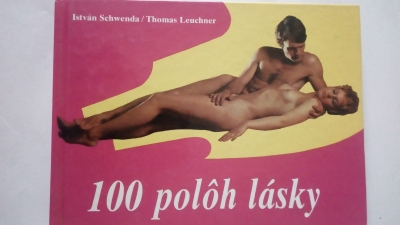 István Schwenda / Thomas Leuchner
100 polôh lásky